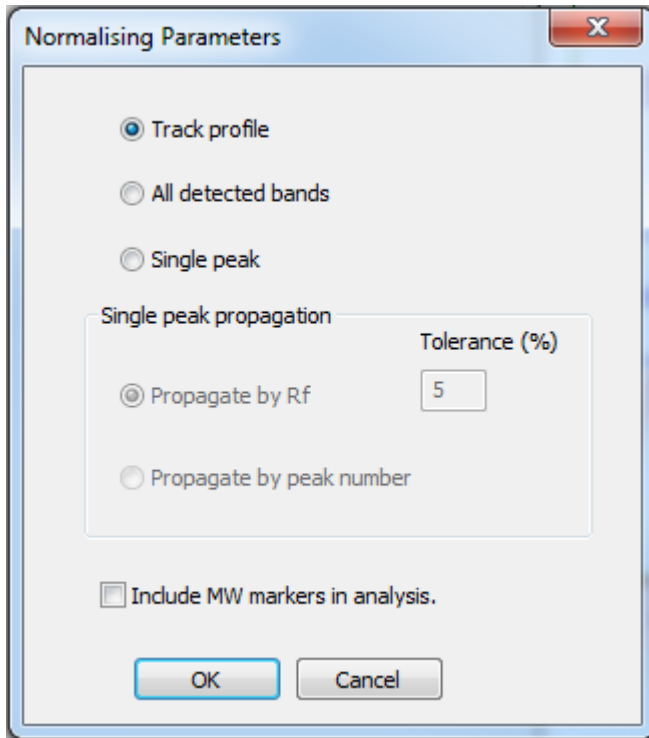 Normalising Parameters
Track profile
All detected bands
Single peak
Single peak propagation
Tolerance (%)
Propagate by Rf
5
Propagate by peak number
Include MW markers in analysis.
OK
Cancel